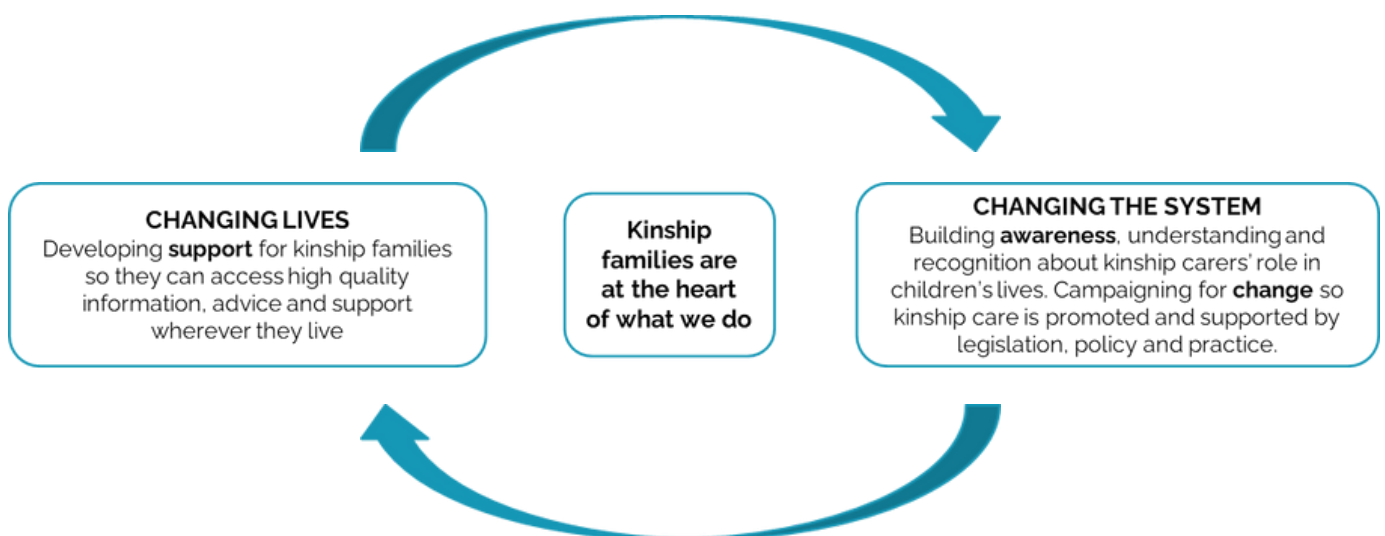 CHANGING LIVES
Developing support for kinship families
so they can access high quality
information, advice and support
wherever they live
Kinship
families are
at the heart
of what we do
CHANGING THE SYSTEM
Building awareness, understanding and
recognition about kinship carers’ role in
children’s lives. Campaigning for change so
kinship care is promoted and supported by
legislation, policy and practice.